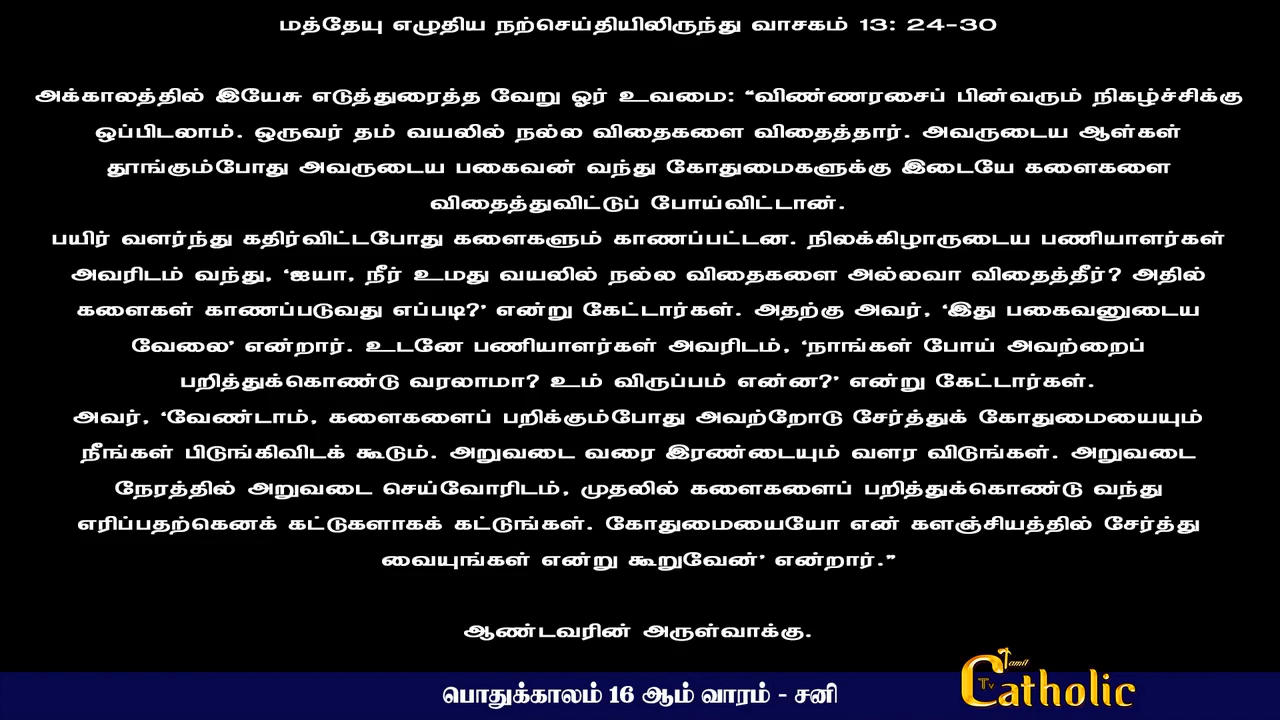 மத்தேயு எழுதிய நற்செய்தியிலிருந்து வாசகம் 13: 24-30
அக்காலத்தில் இயேசு எடுத்துரைத்த வேறு ஓர் உவமை: “விண்ணரசைப் பின்வரும் நிகழ்ச்சிக்கு
ஒப்பிடலாம். ஒருவர் தம் வயலில் நல்ல விதைகளை விதைத்தார். அவருடைய ஆள்கள்
தூங்கும்போது அவருடைய பகைவன் வந்து கோதுமைகளுக்கு இடையே களைகளை
விதைத்துவிட்டுப் போய்விட்டான்.
பயிர் வளர்ந்து கதிர்விட்டபோது களைகளும் காணப்பட்டன. நிலக்கிழாருடைய பணியாளர்கள்
அவரிடம் வந்து, ‘ஐயா, நீர் உமது வயலில் நல்ல விதைகளை அல்லவா விதைத்தீர்? அதில்
களைகள் காணப்படுவது எப்படி?’ என்று கேட்டார்கள். அதற்கு அவர், ‘இது பகைவனுடைய
வேலை’ என்றார். உடனே பணியாளர்கள் அவரிடம், ‘நாங்கள் போய் அவற்றைப்
பறித்துக்கொண்டு வரலாமா? உம் விருப்பம் என்ன?’ என்று கேட்டார்கள்.
அவர், ‘வேண்டாம், களைகளைப் பறிக்கும்போது அவற்றோடு சேர்த்துக் கோதுமையையும்
நீங்கள் பிடுங்கிவிடக் கூடும். அறுவடை வரை இரண்டையும் வளர விடுங்கள். அறுவடை
நேரத்தில் அறுவடை செய்வோரிடம், முதலில் களைகளைப் பறித்துக்கொண்டு வந்து
எரிப்பதற்கெனக் கட்டுகளாகக் கட்டுங்கள். கோதுமையையோ என் களஞ்சியத்தில் சேர்த்து
வையுங்கள் என்று கூறுவேன்’ என்றார்.”
ஆண்டவரின் அருள்வாக்கு.
பொதுக்காலம் 16 ஆம் வாரம் - சனி
Tamil
Catholic
Tv